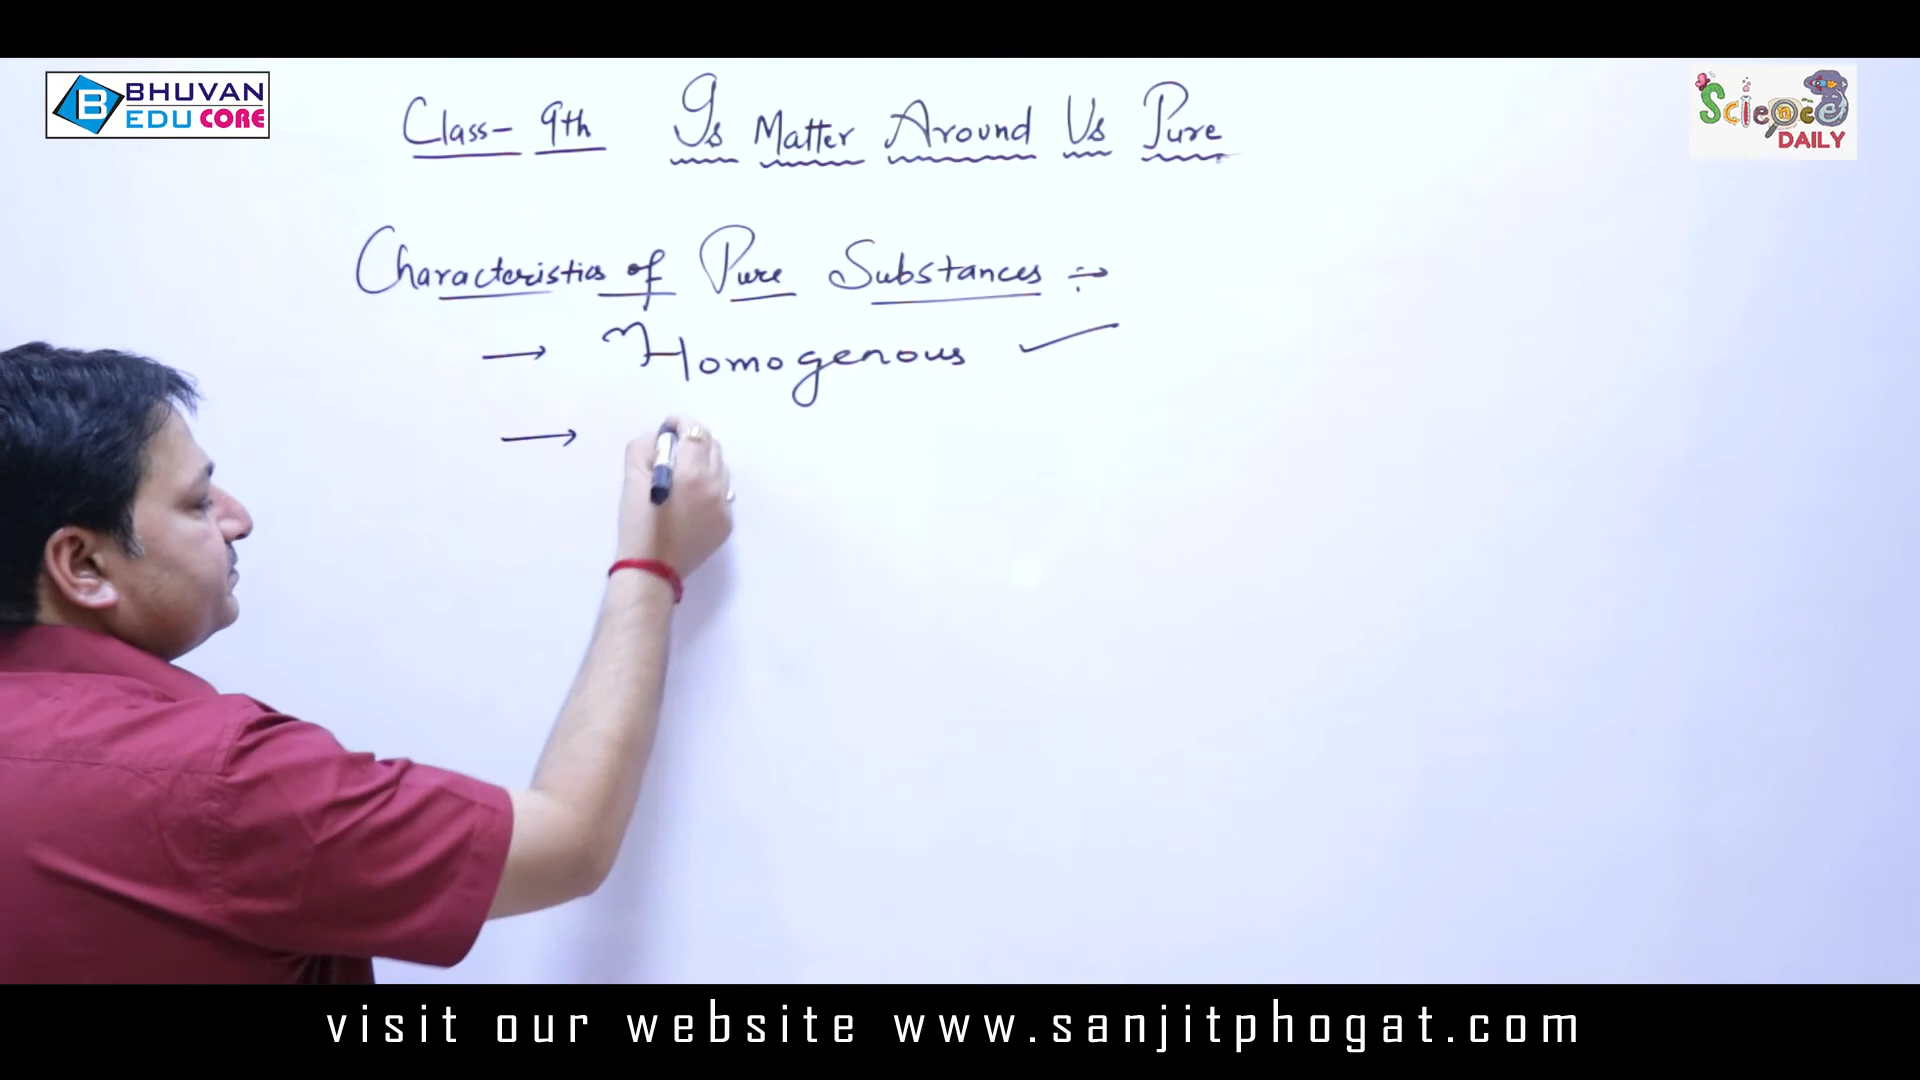 BHUVAN
EDU CORE
Science
DAILY
Class- 9th Is Matter Around Us Pure
Characteristics of Pure Substances :→
→ Homogenous ✓
→
visit our website www.sanjitphogat.com